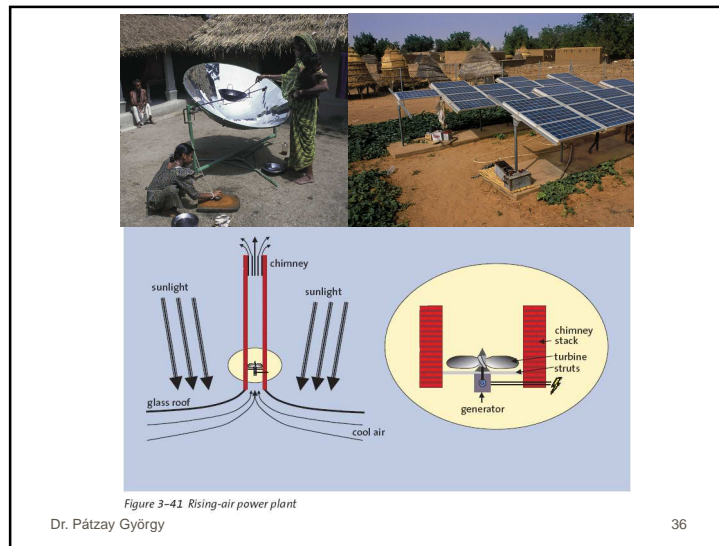 chimney
sunlight
sunlight
glass roof
cool air
chimney
stack
turbine
struts
generator
Figure 3-41 Rising-air power plant
Dr. Pátzay György
36